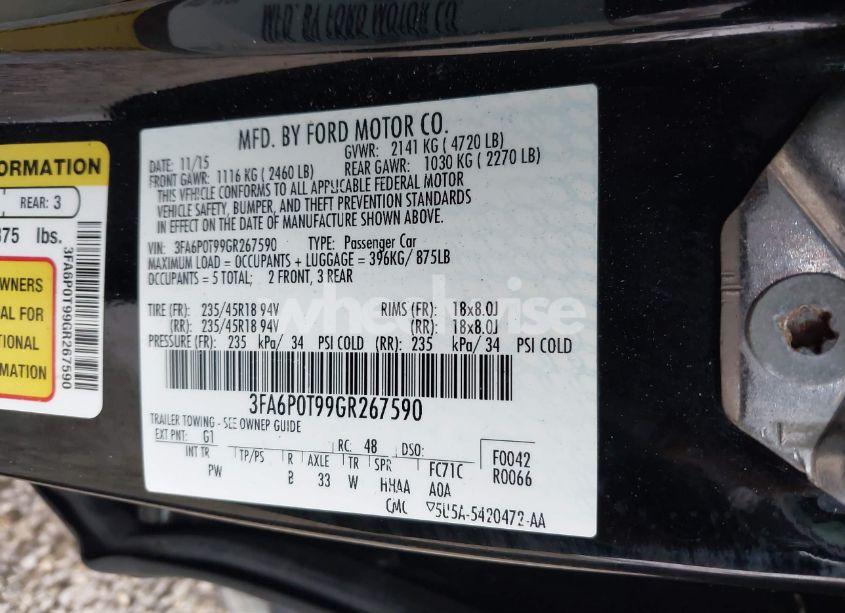 MFD. BY FORD MOTOR CO.
DATE: 11/15 GVWR: 2141 KG ( 4720 LB)
FRONT GAWR: 1116 KG ( 2460 LB) REAR GAWR: 1030 KG ( 2270 LB)
THIS VEHICLE CONFORMS TO ALL APPLICABLE FEDERAL MOTOR
VEHICLE SAFETY, BUMPER, AND THEFT PREVENTION STANDARDS
IN EFFECT ON THE DATE OF MANUFACTURE SHOWN ABOVE.
VIN: 3FA6P0T99GR267590 TYPE: Passenger Car
MAXIMUM LOAD = OCCUPANTS + LUGGAGE = 396KG/ 875LB
OCCUPANTS = 5 TOTAL; 2 FRONT, 3 REAR
TIRE (FR): 235/45R18 94V RIMS (FR): 18x8.0J
(RR): 235/45R18 94V (RR): 18x8.0J
PRESSURE (FR): 235 kPa/ 34 PSI COLD (RR): 235 kPa/ 34 PSI COLD
3FA6P0T99GR267590
TRAILER TOWING - SEE OWNER GUIDE
EXT PNT: G1 RC: 48 DSO: F0042
INT TR TP/PS R AXLE TR SPR FC71C R0066
PW 33 W HHAA A0A
CMC ▽5U5A-5420472-AA
ORMATION
REAR: 3
875 lbs.
WNERS
AL FOR
TIONAL
RMATION
3FA6P0T99GR267590
wheelwise